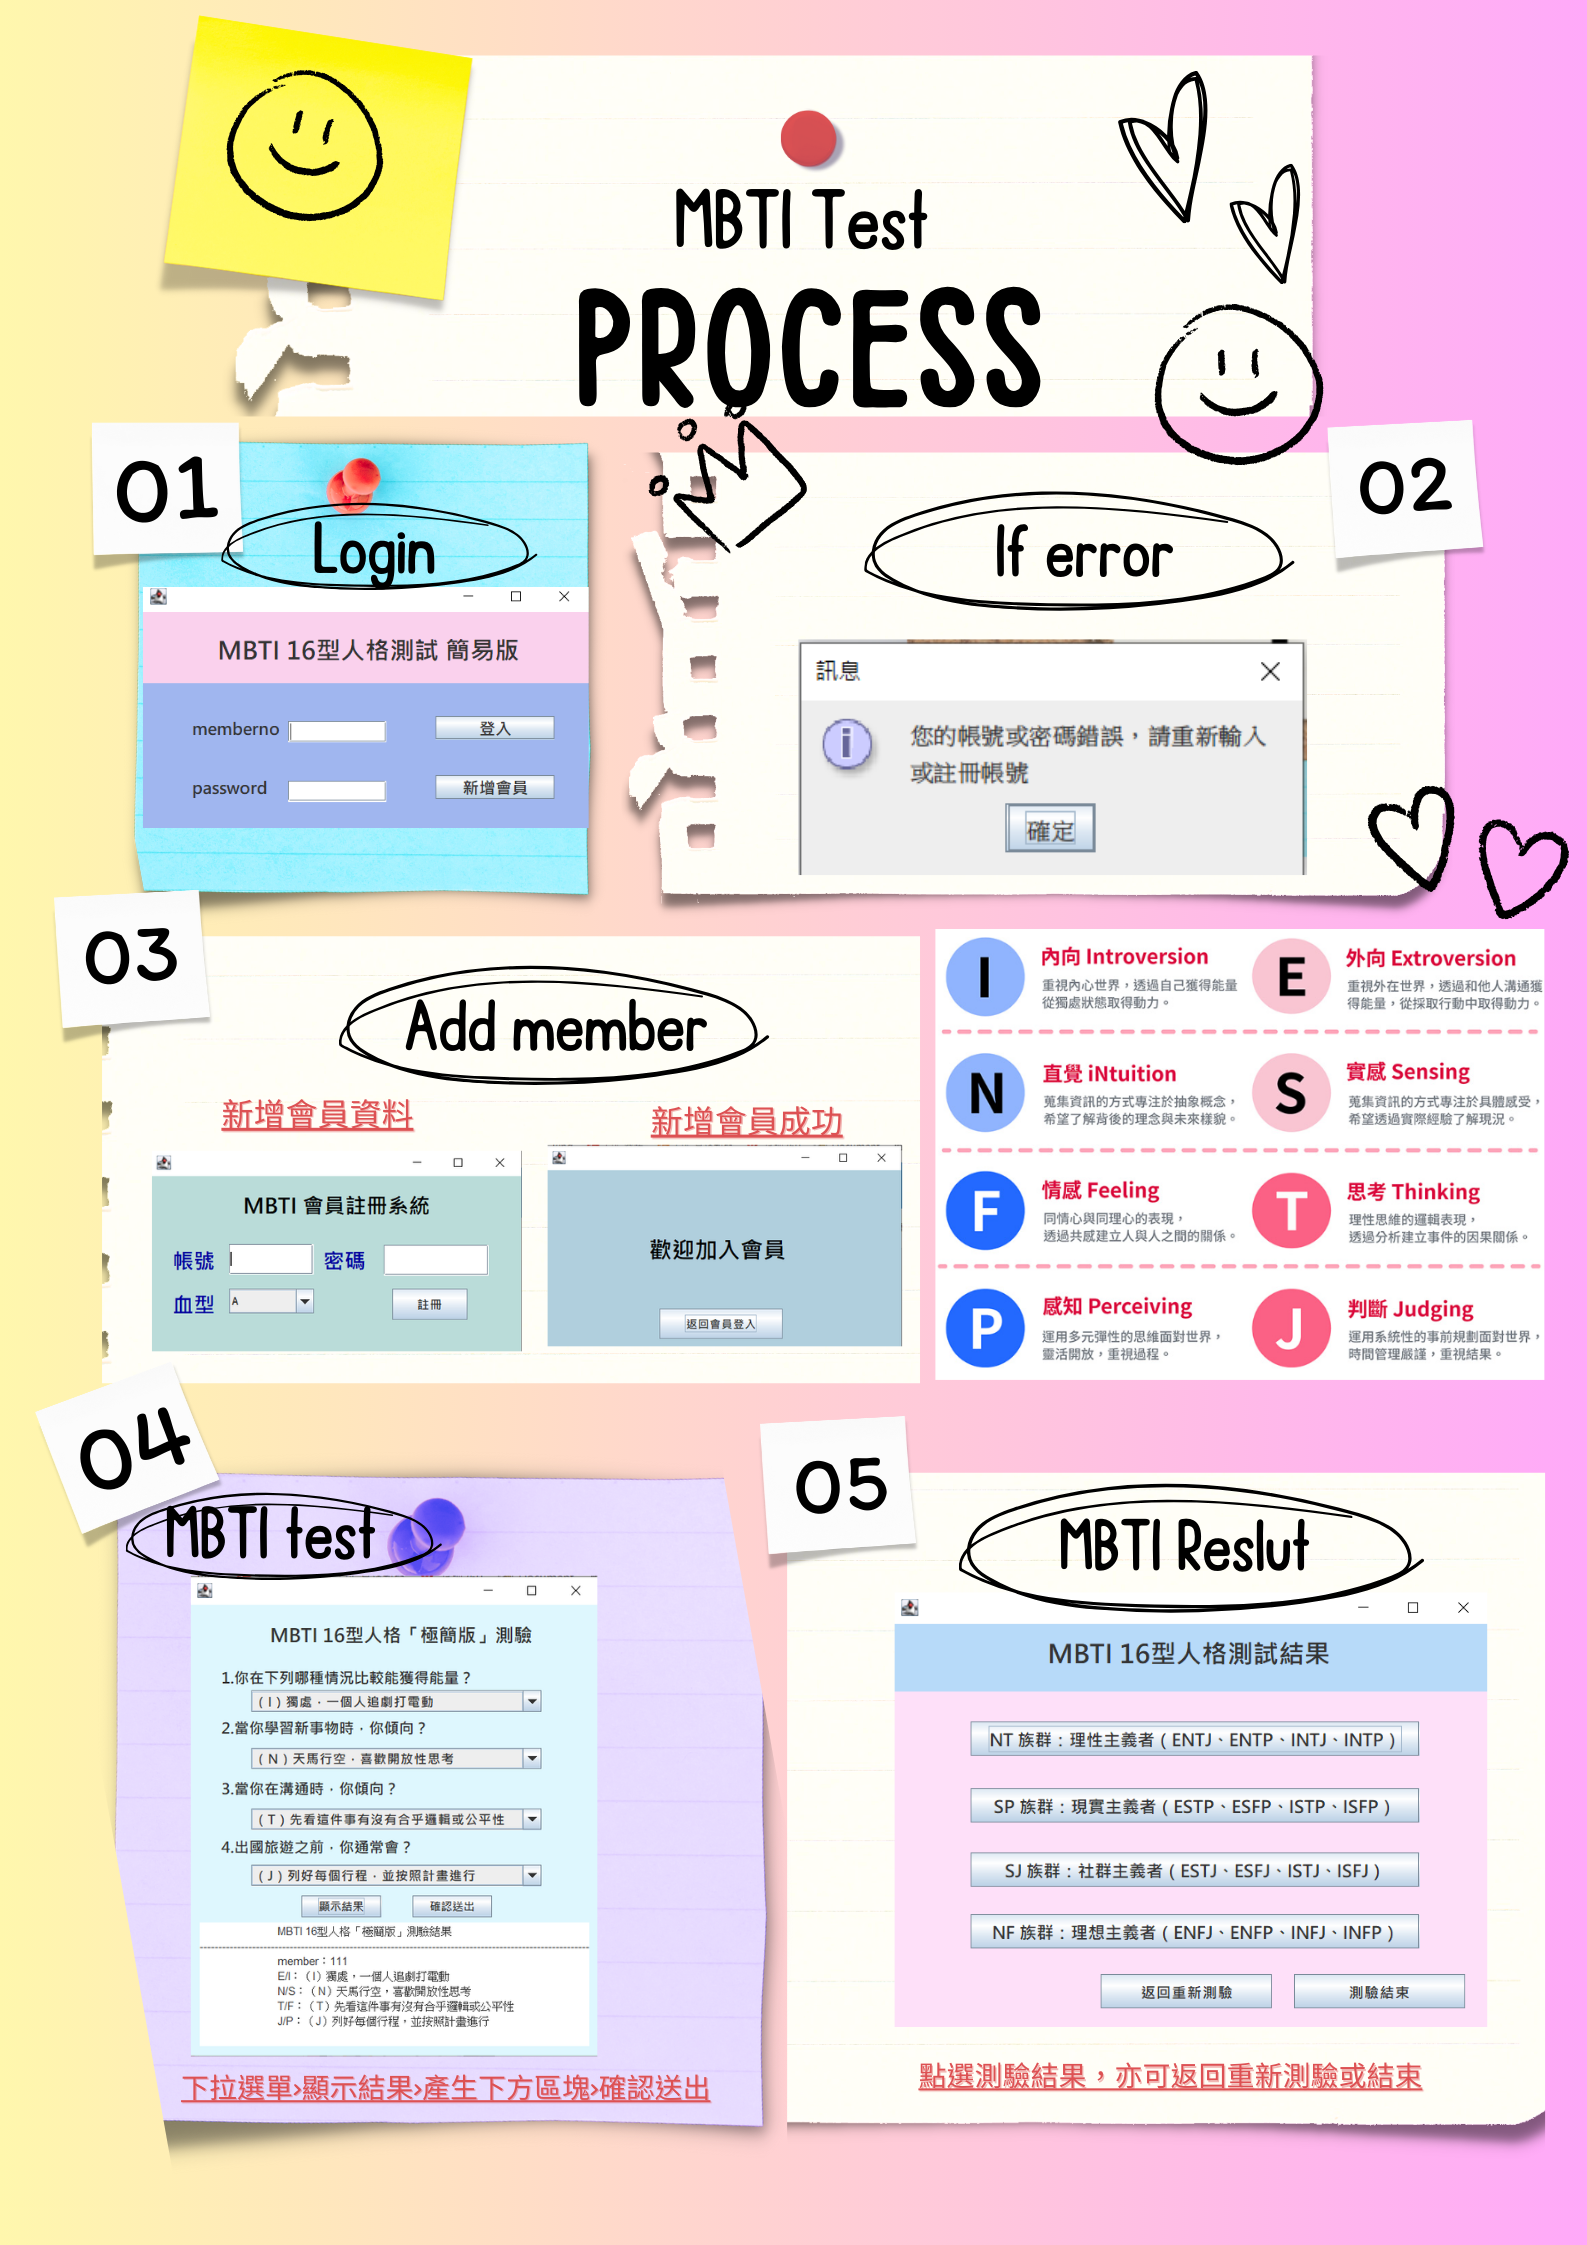 MBTI Test
PROCESS
01
Login
MBTI 16型人格測試 簡易版
memberno
登入
password
新增會員
02
If error
訊息
i
您的帳號或密碼錯誤，請重新輸入
或註冊帳號
確定
03
Add member
新增會員資料
MBTI 會員註冊系統
帳號
密碼
血型
A
註冊
新增會員成功
歡迎加入會員
返回會員登入
I
內向 Introversion
重視內心世界，透過自己獲得能量
從獨處狀態取得動力。
E
外向 Extroversion
重視外在世界，透過和他人溝通獲
得能量，從採取行動中取得動力。
N
直覺 iNtuition
蒐集資訊的方式專注於抽象概念，
希望了解背後的理念與未來樣貌。
S
實感 Sensing
蒐集資訊的方式專注於具體感受，
希望透過實際經驗了解現況。
F
情感 Feeling
同情心與同理心的表現，
透過共感建立人與人之間的關係。
T
思考 Thinking
理性思維的邏輯表現，
透過分析建立事件的因果關係。
P
感知 Perceiving
運用多元彈性的思維面對世界，
靈活開放，重視過程。
J
判斷 Judging
運用系統性的事前規劃面對世界，
時間管理嚴謹，重視結果。
04
MBTI test
MBTI 16型人格「極簡版」測驗
1.你在下列哪種情況比較能獲得能量？
（I）獨處，一個人追劇打電動
2.當你學習新事物時，你傾向？
（N）天馬行空，喜歡開放性思考
3.當你在溝通時，你傾向？
（T）先看這件事有沒有合乎邏輯或公平性
4.出國旅遊之前，你通常會？
（J）列好每個行程，並按照計畫進行
顯示結果
確認送出
MBTI 16型人格「極簡版」測驗結果
member：111
E/I：（I）獨處，一個人追劇打電動
N/S：（N）天馬行空，喜歡開放性思考
T/F：（T）先看這件事有沒有合乎邏輯或公平性
J/P：（J）列好每個行程，並按照計畫進行
下拉選單>顯示結果>產生下方區塊>確認送出
05
MBTI Reslut
MBTI 16型人格測試結果
NT 族群：理性主義者（ENTJ、ENTP、INTJ、INTP）
SP 族群：現實主義者（ESTP、ESFP、ISTP、ISFP）
SJ 族群：社群主義者（ESTJ、ESFJ、ISTJ、ISFJ）
NF 族群：理想主義者（ENFJ、ENFP、INFJ、INFP）
返回重新測驗
測驗結束
點選測驗結果，亦可返回重新測驗或結束